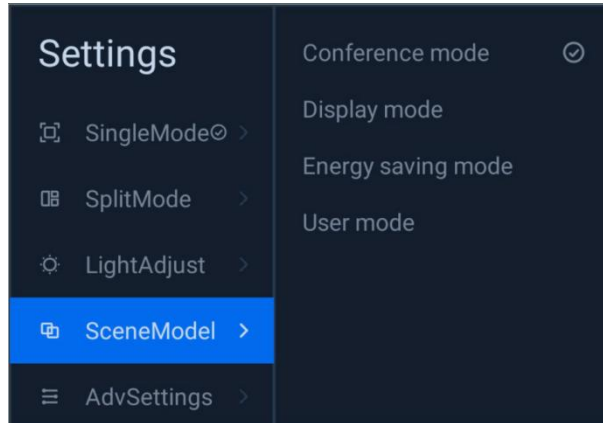 Settings
SingleMode
SplitMode
LightAdjust
SceneModel
AdvSettings
Conference mode
Display mode
Energy saving mode
User mode